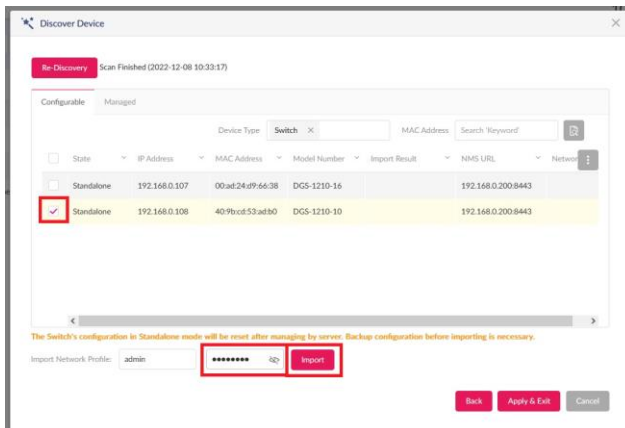 Discover Device
Re-Discovery Scan Finished (2022-12-08 10:33:17)
Configurable Managed
Device Type Switch × MAC Address Search 'Keyword'
State IP Address MAC Address Model Number Import Result NMS URL Networ
Standalone 192.168.0.107 00:ad:24:d9:66:38 DGS-1210-16 192.168.0.200:8443
Standalone 192.168.0.108 40:9b:cd:53:ad:b0 DGS-1210-10 192.168.0.200:8443
The Switch's configuration in Standalone mode will be reset after managing by server. Backup configuration before importing is necessary.
Import Network Profile: admin •••••••• Import
Back Apply & Exit Cancel